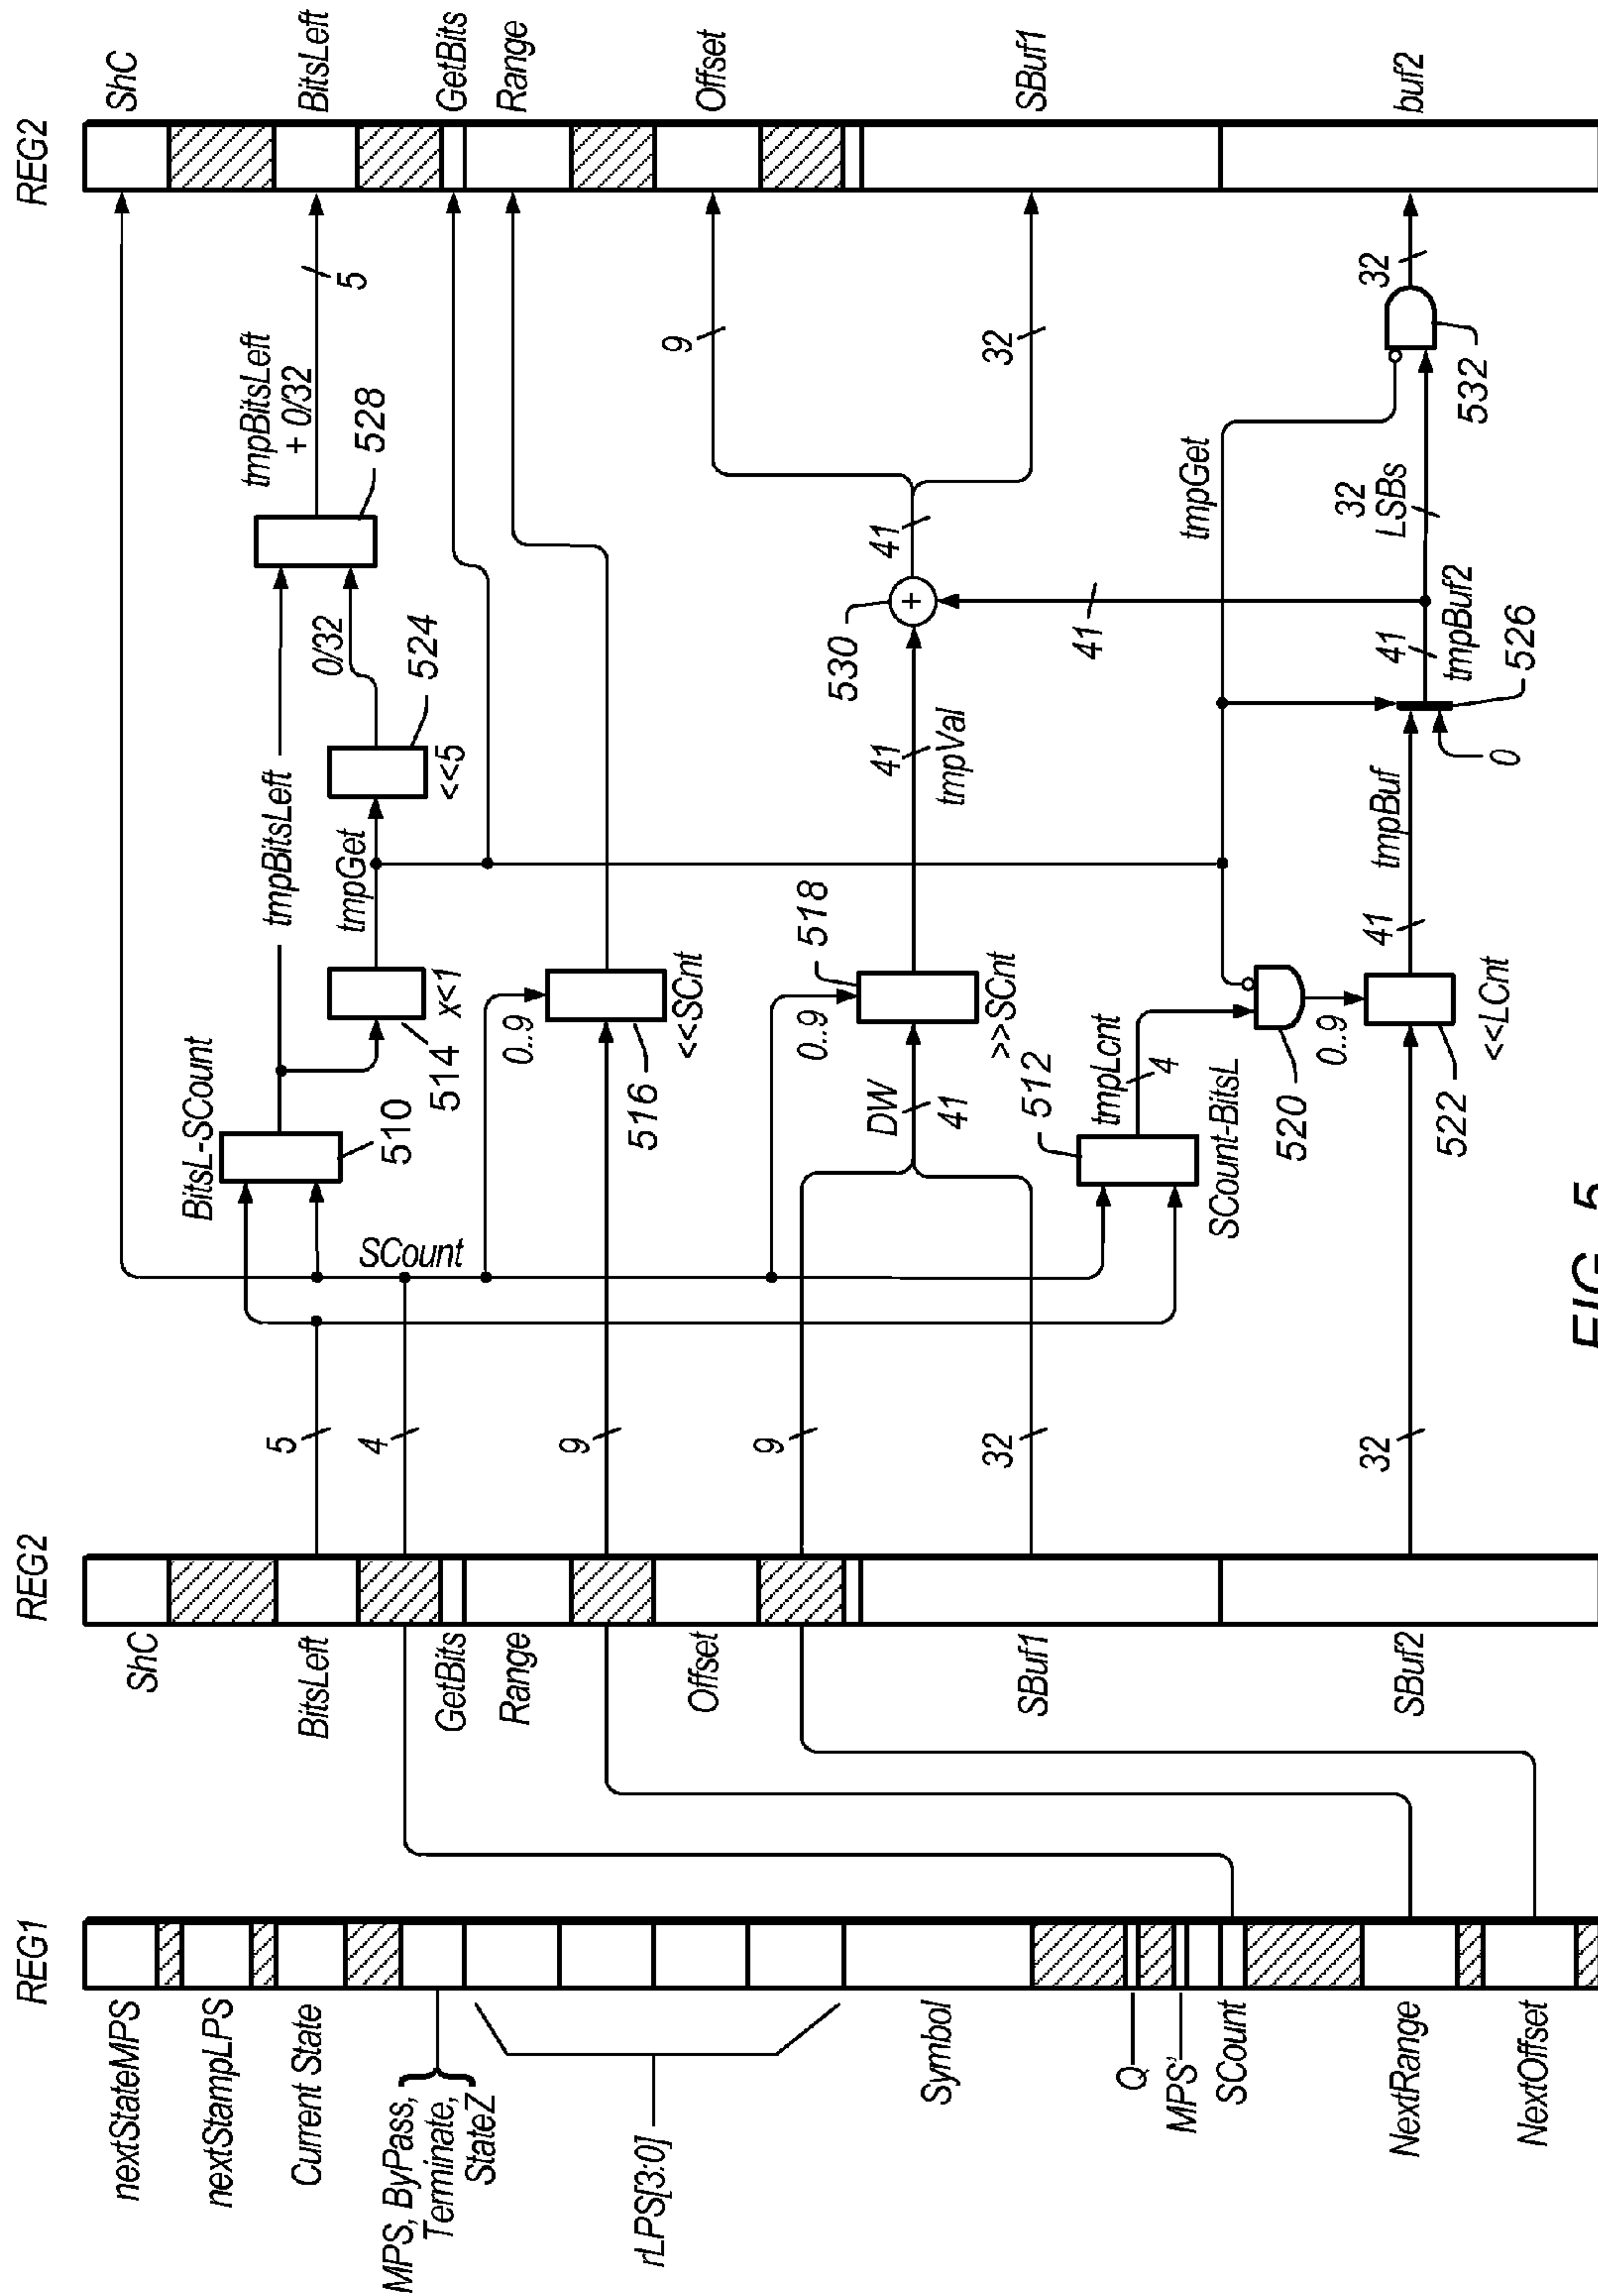 REG1
nextStateMPS
nextStampLPS
Current State
MPS, ByPass,
Terminate,
StateZ
rLPS[3:0]
Symbol
Q
MPS'
SCount
NextRange
NextOffset
REG2
ShC
BitsLeft
GetBits
Range
Offset
SBuf1
SBuf2
5
4
9
9
32
32
SCount
BitsL-SCount
510
x<1
514
0..9
<<SCnt
516
DW
41
0..9
>>SCnt
518
512
SCount-BitsL
tmpLcnt
4
520
0..9
522
<<LCnt
tmpBitsLeft
tmpGet
<<5
524
0/32
528
tmpBitsLeft
+ 0/32
5
41
tmpVal
530
41
41
9
32
41
tmpBuf
0
526
41
tmpBuf2
tmpGet
32
LSBs
532
32
REG2
ShC
BitsLeft
GetBits
Range
Offset
SBuf1
buf2